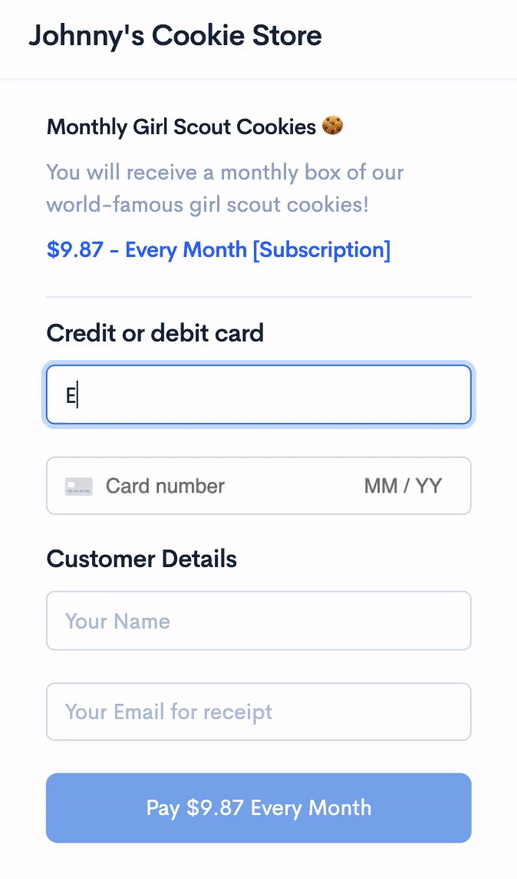 Johnny's Cookie Store
Monthly Girl Scout Cookies 🍪
You will receive a monthly box of our
world-famous girl scout cookies!
$9.87 - Every Month [Subscription]
Credit or debit card
E
Card number MM / YY
Customer Details
Your Name
Your Email for receipt
Pay $9.87 Every Month